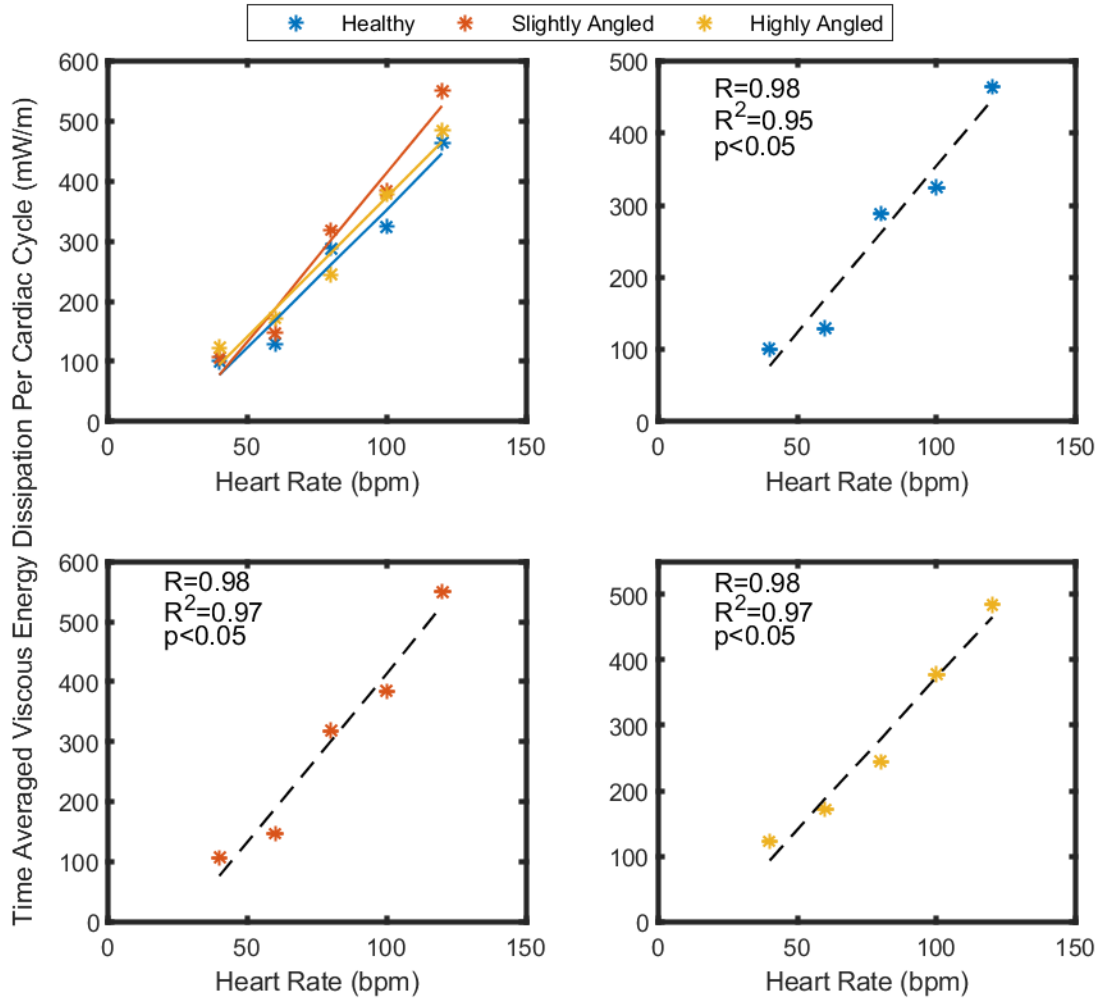 Healthy Slightly Angled Highly Angled
Time Averaged Viscous Energy Dissipation Per Cardiac Cycle (mW/m)
600
500
400
300
200
100
0
0 50 100 150
Heart Rate (bpm)
R=0.98
R²=0.95
p<0.05
500
400
300
200
100
0
0 50 100 150
Heart Rate (bpm)
R=0.98
R²=0.97
p<0.05
600
500
400
300
200
100
0
0 50 100 150
Heart Rate (bpm)
R=0.98
R²=0.97
p<0.05
500
400
300
200
100
0
0 50 100 150
Heart Rate (bpm)